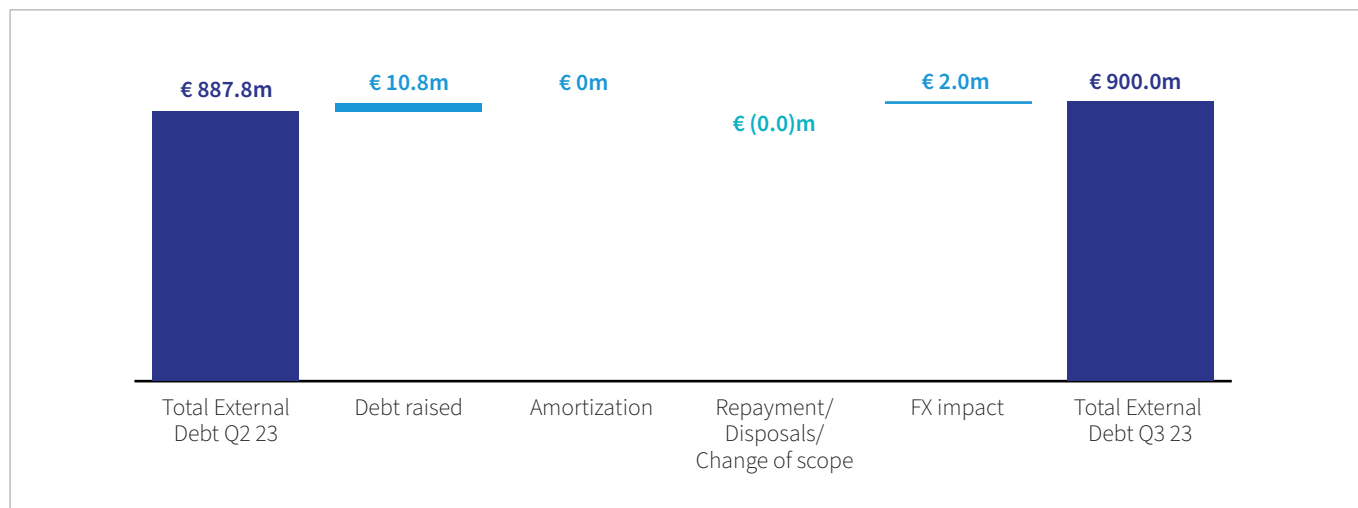 € 887.8m
€ 10.8m
€ 0m
€ (0.0)m
€ 2.0m
€ 900.0m
Total External
Debt Q2 23
Debt raised
Amortization
Repayment/
Disposals/
Change of scope
FX impact
Total External
Debt Q3 23